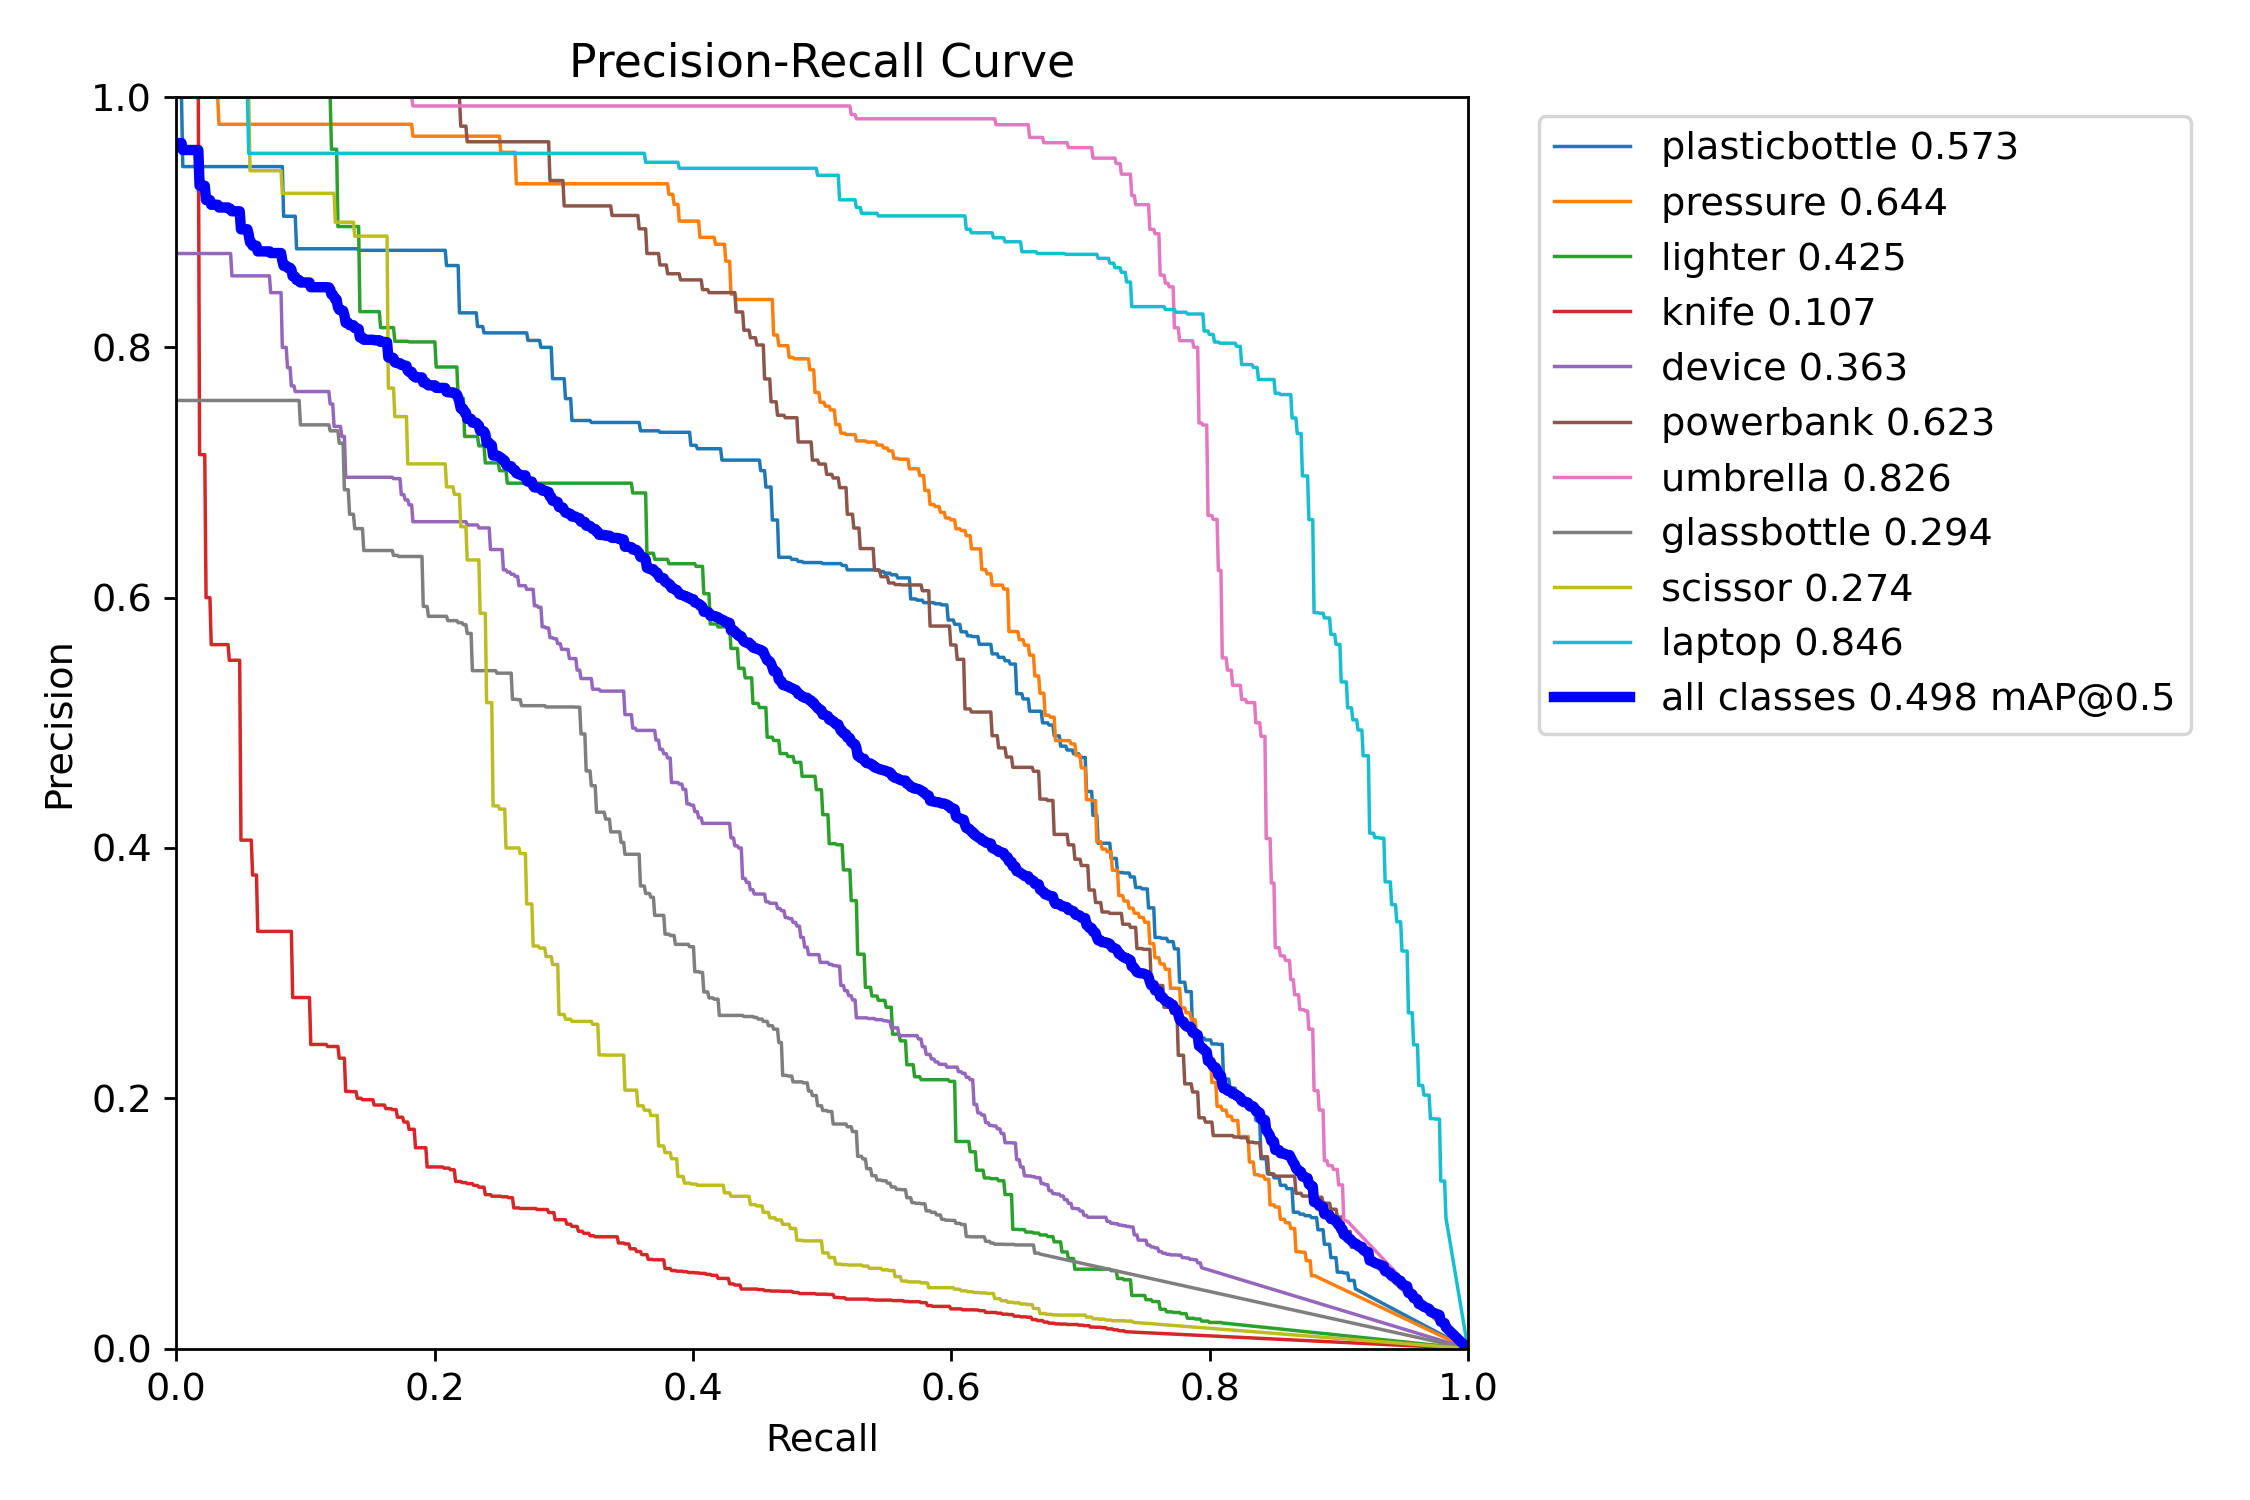 Precision-Recall Curve
1.0
0.8
0.6
0.4
0.2
0.0
Precision
0.0 0.2 0.4 0.6 0.8 1.0
Recall
plasticbottle 0.573
pressure 0.644
lighter 0.425
knife 0.107
device 0.363
powerbank 0.623
umbrella 0.826
glassbottle 0.294
scissor 0.274
laptop 0.846
all classes 0.498 mAP@0.5